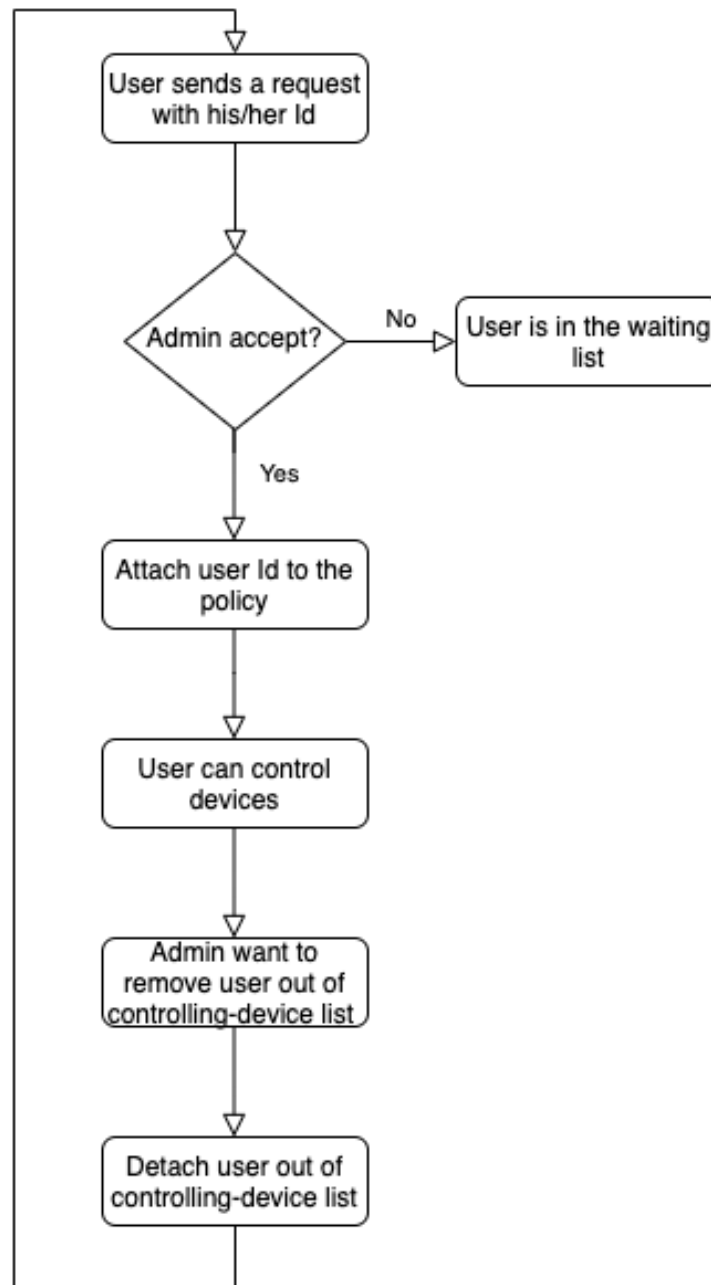 User sends a request
with his/her Id
Admin accept?
No
User is in the waiting
list
Yes
Attach user Id to the
policy
User can control
devices
Admin want to
remove user out of
controlling-device list
Detach user out of
controlling-device list